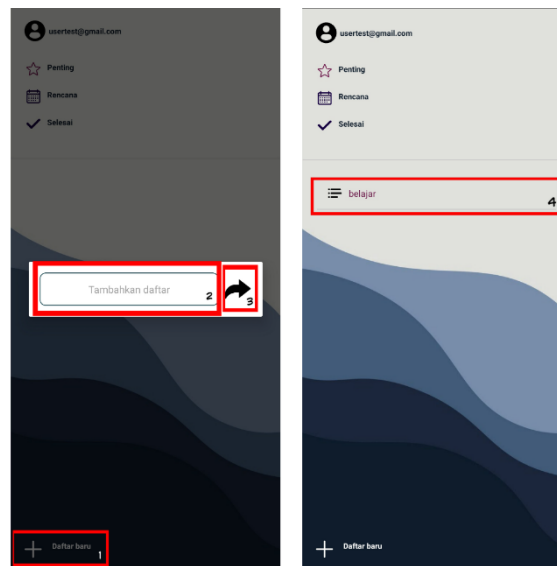 usertest@gmail.com
Penting
Rencana
Selesai
Tambahkan daftar
2
3
Daftar baru
1
usertest@gmail.com
Penting
Rencana
Selesai
belajar
4
Daftar baru